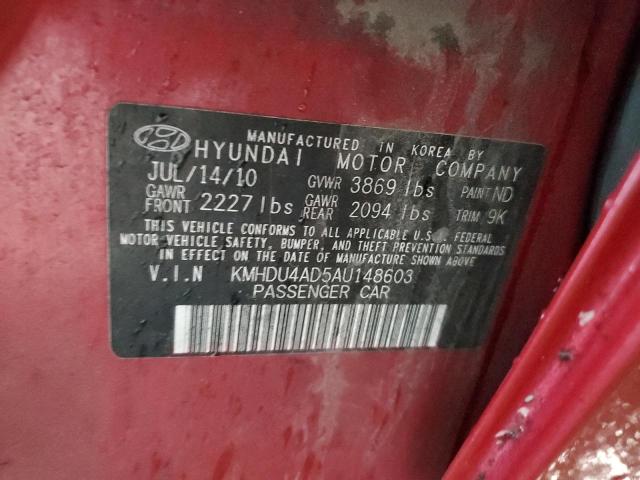 MANUFACTURED IN KOREA BY
HYUNDAI MOTOR COMPANY
JUL/14/10 GVWR 3869 lbs PAINT ND
GAWR FRONT 2227 lbs GAWR REAR 2094 lbs TRIM 9K
THIS VEHICLE CONFORMS TO ALL APPLICABLE U.S. FEDERAL
MOTOR VEHICLE SAFETY, BUMPER, AND THEFT PREVENTION STANDARDS
IN EFFECT ON THE DATE OF MANUFACTURE SHOWN ABOVE
V.I.N KMHDU4AD5AU148603
PASSENGER CAR